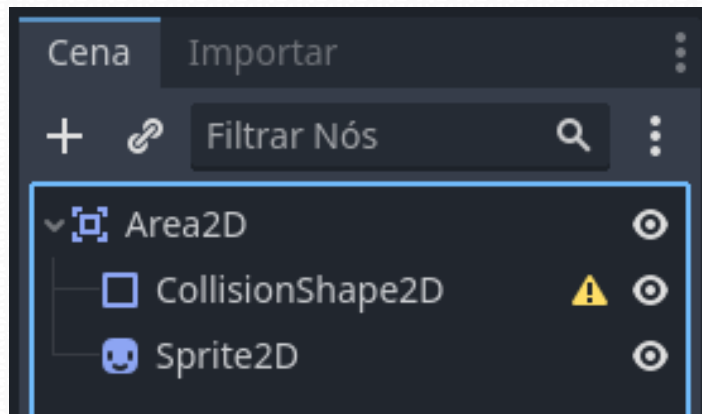 Cena Importar
Filtrar Nós
Area2D
CollisionShape2D
Sprite2D